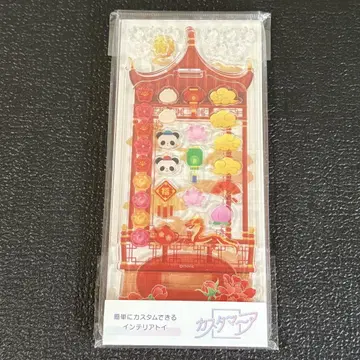 福
簡単にカスタムできる
インテリアトイ
カスタマイア